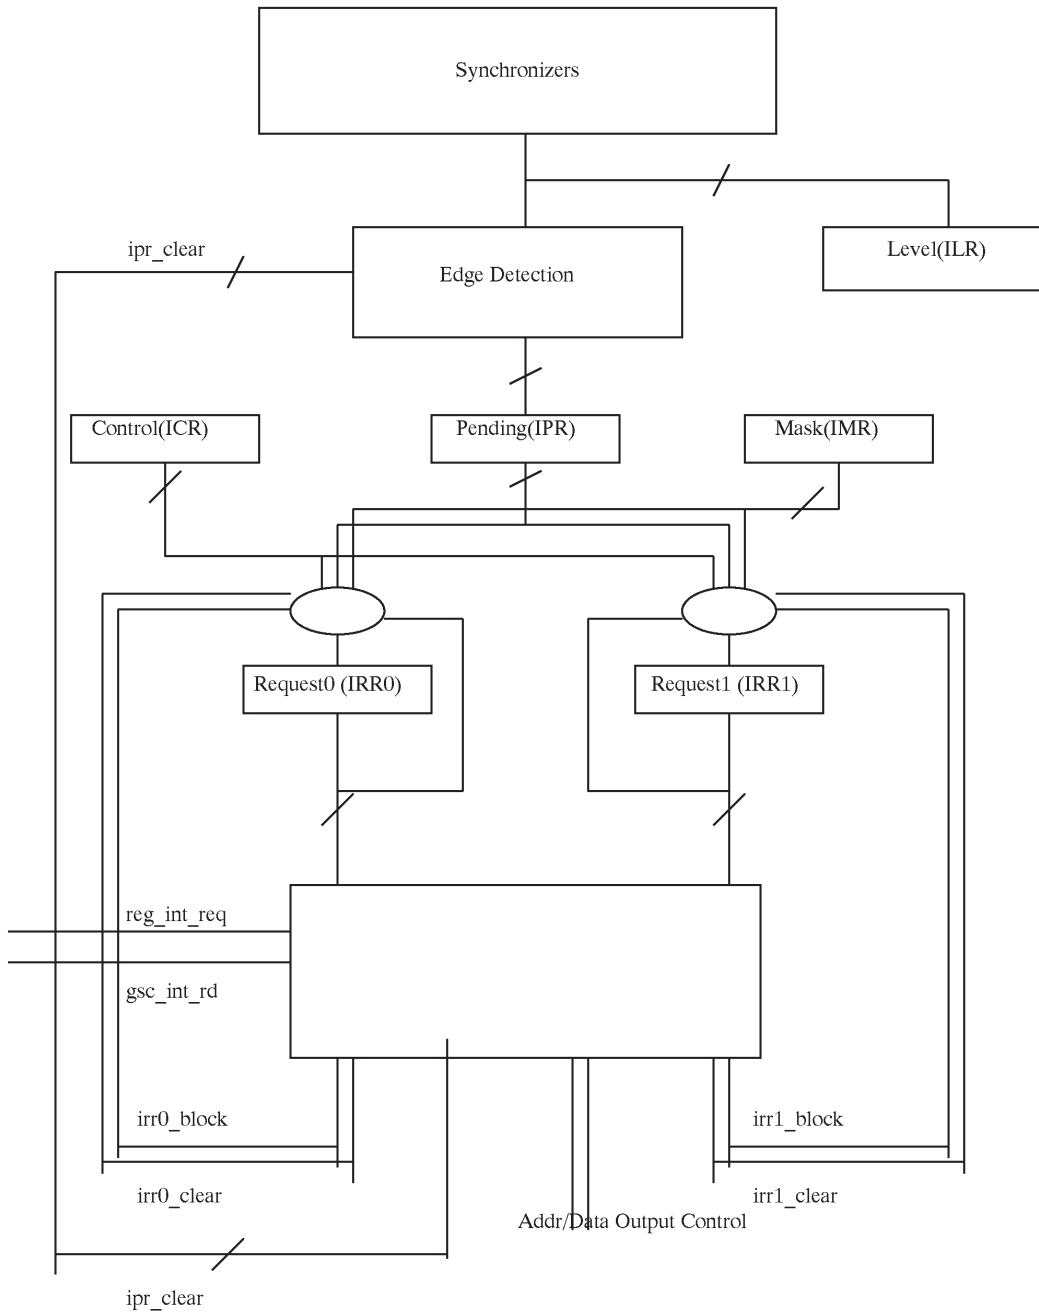 Synchronizers
ipr_clear
Level(ILR)
Edge Detection
Control(ICR)
Pending(IPR)
Mask(IMR)
Request0 (IRR0)
Request1 (IRR1)
reg_int_req
gsc_int_rd
irr0_block
irr1_block
irr0_clear
irr1_clear
Addr/Data Output Control
ipr_clear